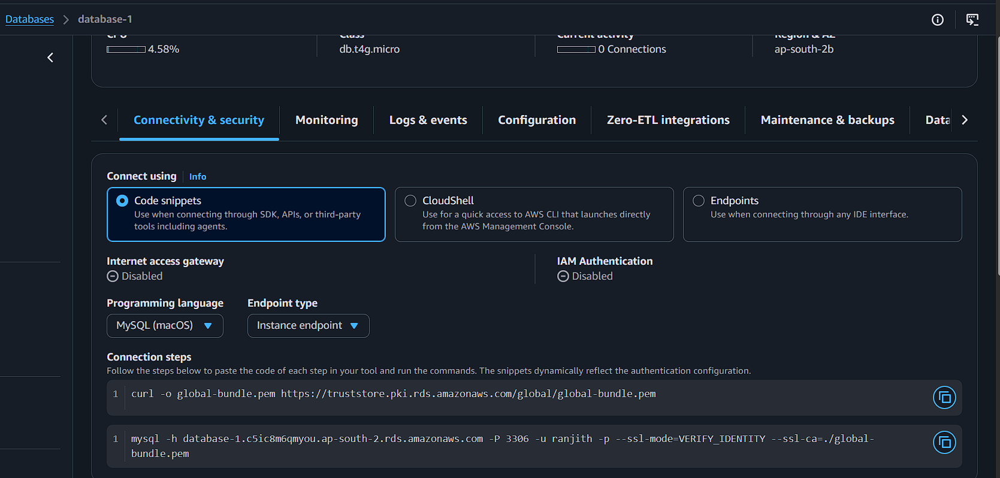 Databases > database-1
CPU Class Current activity Region & AZ
4.58% db.t4g.micro 0 Connections ap-south-2b
Connectivity & security Monitoring Logs & events Configuration Zero-ETL integrations Maintenance & backups Data
Connect using Info
Code snippets
Use when connecting through SDK, APIs, or third-party
tools including agents.
CloudShell
Use for a quick access to AWS CLI that launches directly
from the AWS Management Console.
Endpoints
Use when connecting through any IDE interface.
Internet access gateway
Disabled
IAM Authentication
Disabled
Programming language
MySQL (macOS)
Endpoint type
Instance endpoint
Connection steps
Follow the steps below to paste the code of each step in your tool and run the commands. The snippets dynamically reflect the authentication configuration.
1 curl -o global-bundle.pem https://truststore.pki.rds.amazonaws.com/global/global-bundle.pem
1 mysql -h database-1.c5ic8m6qmyou.ap-south-2.rds.amazonaws.com -P 3306 -u ranjith -p --ssl-mode=VERIFY_IDENTITY --ssl-ca=./global-
bundle.pem